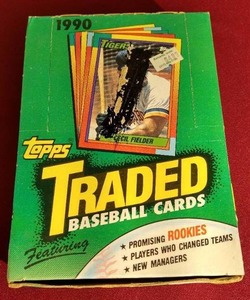 1990
TIGERS
CECIL FIELDER
Topps
TRADED
BASEBALL CARDS
Featuring
★ PROMISING ROOKIES
★ PLAYERS WHO CHANGED TEAMS
★ NEW MANAGERS